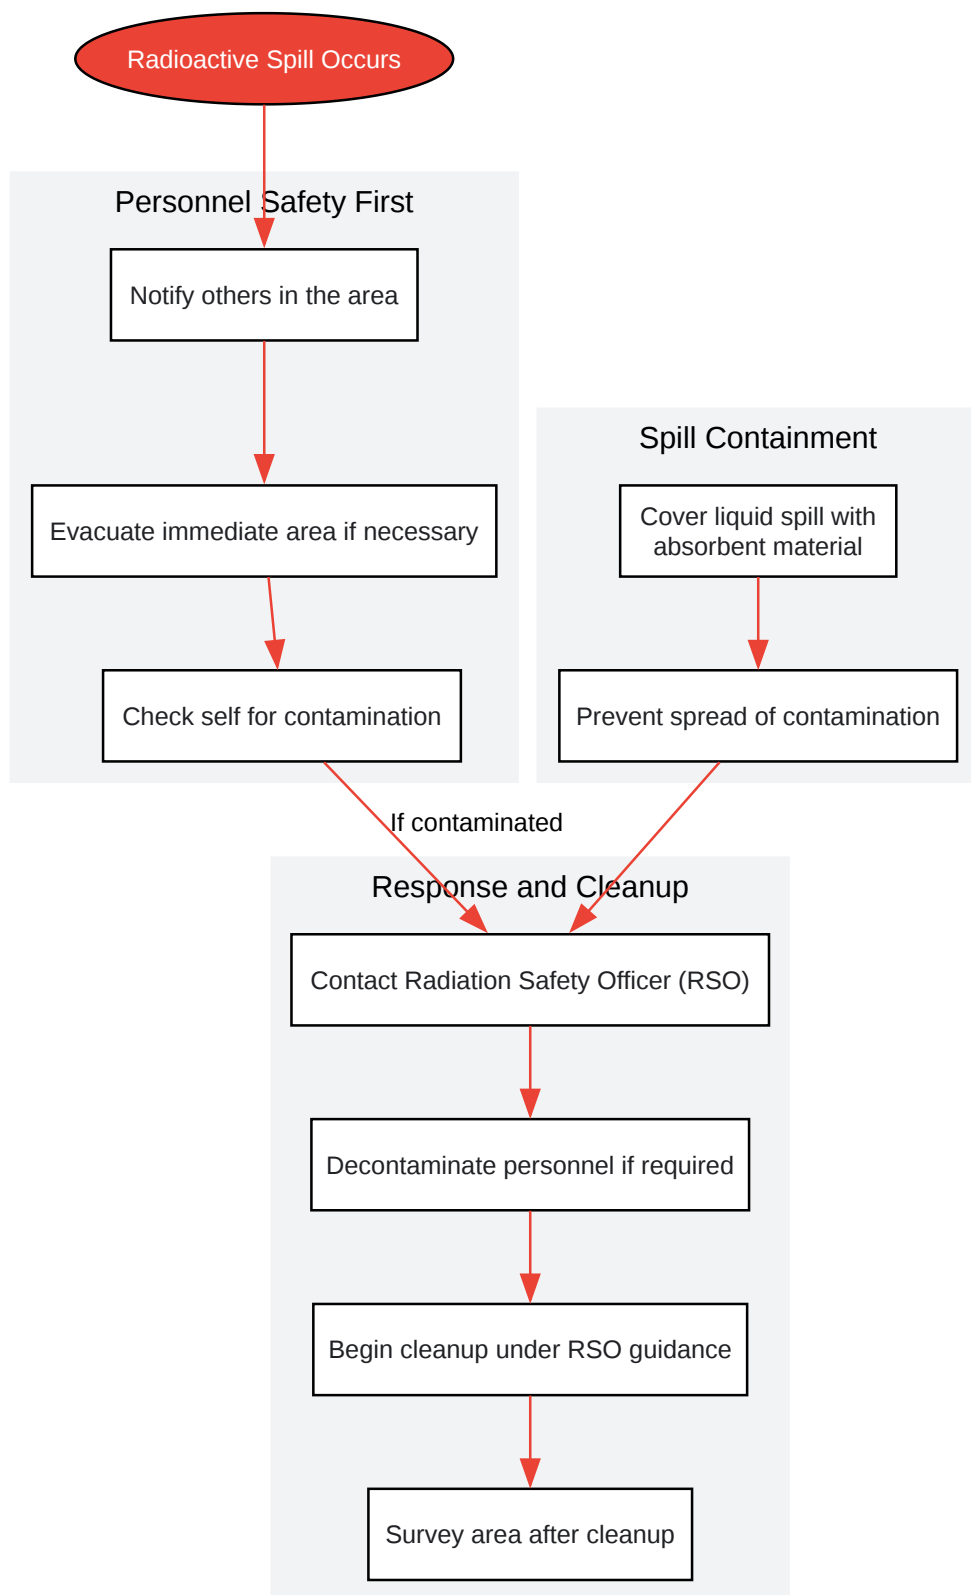 Radioactive Spill Occurs
Personnel Safety First
Notify others in the area
Evacuate immediate area if necessary
Check self for contamination
Spill Containment
Cover liquid spill with
absorbent material
Prevent spread of contamination
If contaminated
Response and Cleanup
Contact Radiation Safety Officer (RSO)
Decontaminate personnel if required
Begin cleanup under RSO guidance
Survey area after cleanup